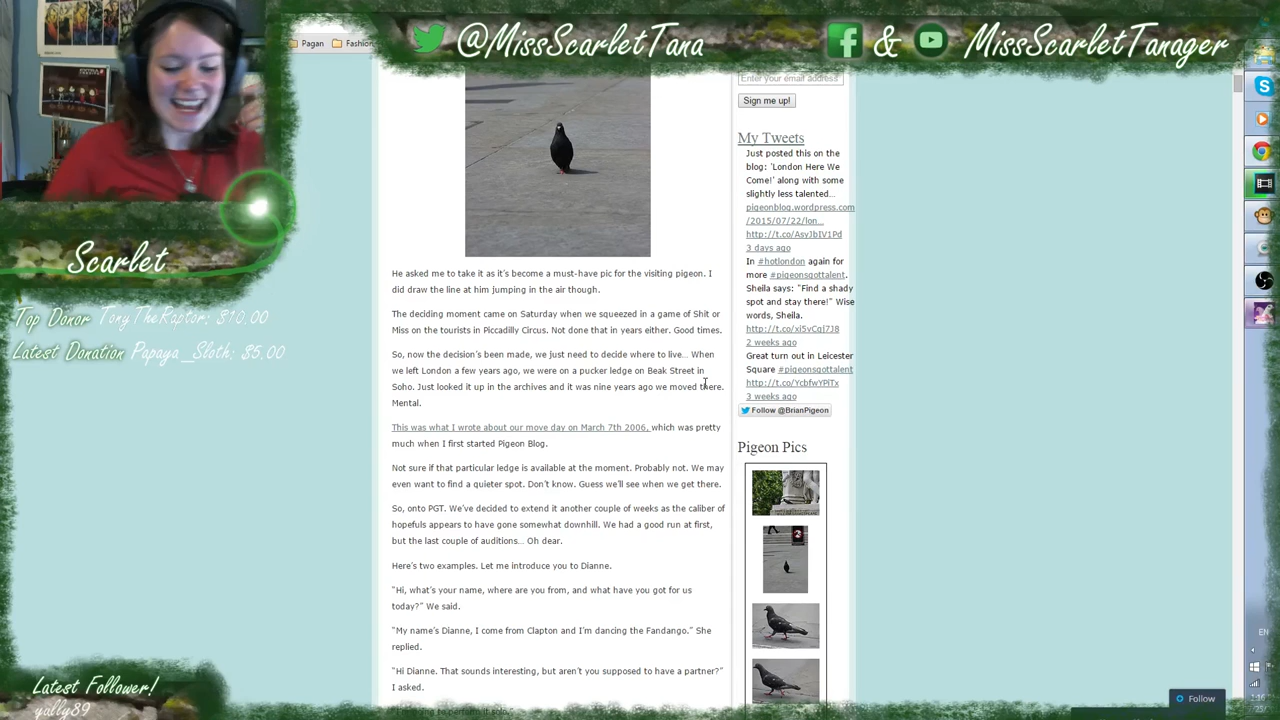 @MissScarletTana
&
MissScarletTanager
Pagan
Fashion
Scarlet
Top Donor TonyTheRaptor: $10.00
Latest Donation Papaya_Sloth: $5.00
Latest Follower!
yully89
He asked me to take it as it's become a must-have pic for the visiting pigeon. I
did draw the line at him jumping in the air though.
The deciding moment came on Saturday when we squeezed in a game of Shit or
Miss on the tourists in Piccadilly Circus. Not done that in years either. Good times.
So, now the decision's been made, we just need to decide where to live... When
we left London a few years ago, we were on a pucker ledge on Beak Street in
Soho. Just looked it up in the archives and it was nine years ago we moved there.
Mental.
This was what I wrote about our move day on March 7th 2006, which was pretty
much when I first started Pigeon Blog.
Not sure if that particular ledge is available at the moment. Probably not. We may
even want to find a quieter spot. Don't know. Guess we'll see when we get there.
So, onto PGT. We've decided to extend it another couple of weeks as the caliber of
hopefuls appears to have gone somewhat downhill. We had a good run at first,
but the last couple of auditions... Oh dear.
Here's two examples. Let me introduce you to Dianne.
"Hi, what's your name, where are you from, and what have you got for us
today?" We said.
"My name's Dianne, I come from Clapton and I'm dancing the Fandango." She
replied.
"Hi Dianne. That sounds interesting, but aren't you supposed to have a partner?"
I asked.
Enter your email address
Sign me up!
My Tweets
Just posted this on the
blog: 'London Here We
Come!' along with some
slightly less talented...
pigeonblog.wordpress.com
/2015/07/22/lon...
http://t.co/AsyJbIV1Pd
3 days ago
In #hotlondon again for
more #pigeonsgottalent.
Sheila says: "Find a shady
spot and stay there!" Wise
words, Sheila.
http://t.co/xj5vCqj7J8
2 weeks ago
Great turn out in Leicester
Square #pigeonsgottalent
http://t.co/YcbfwYPiTx
3 weeks ago
Follow @BrianPigeon
Pigeon Pics
Follow
EN